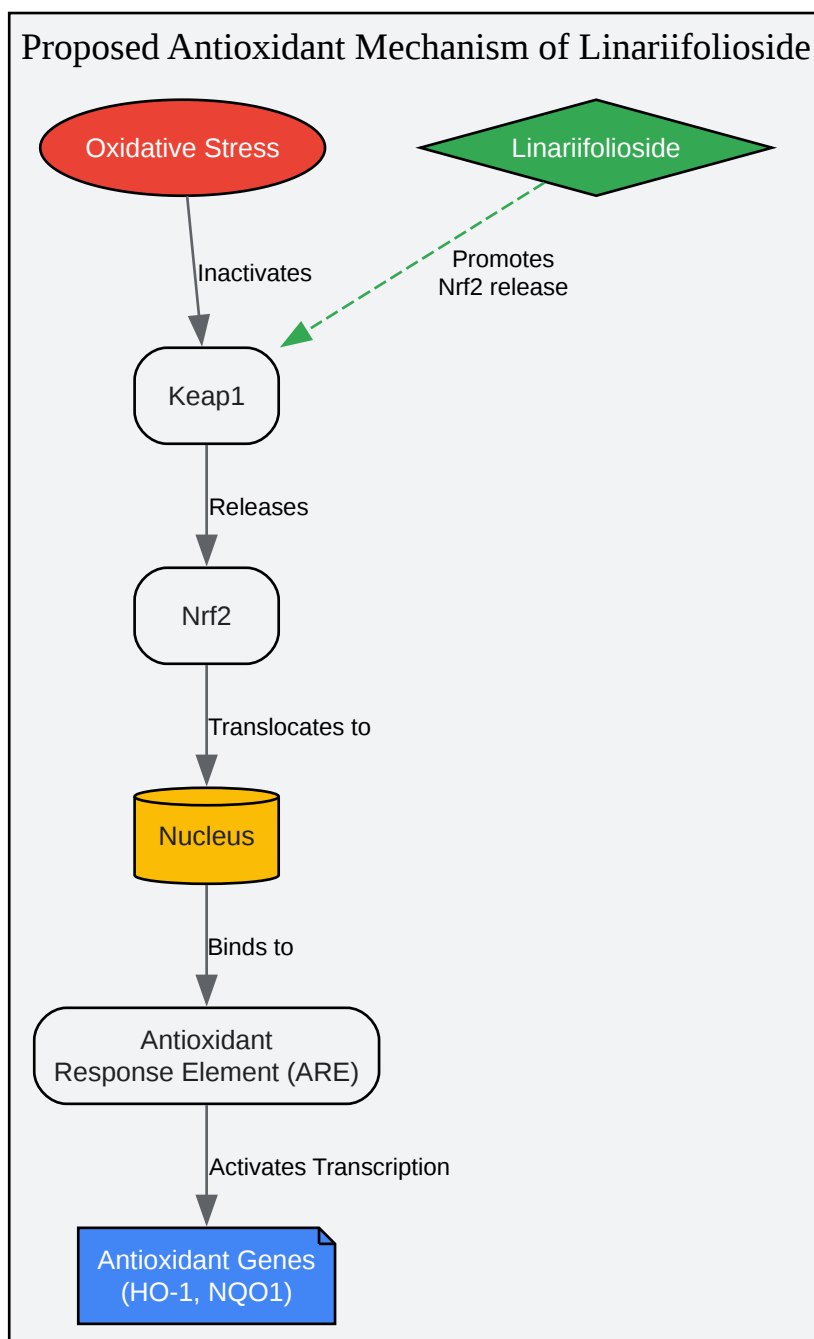 Proposed Antioxidant Mechanism of Linariifolioside
Oxidative Stress
Linariifolioside
Inactivates
Promotes
Nrf2 release
Keap1
Releases
Nrf2
Translocates to
Nucleus
Binds to
Antioxidant
Response Element (ARE)
Activates Transcription
Antioxidant Genes
(HO-1, NQO1)